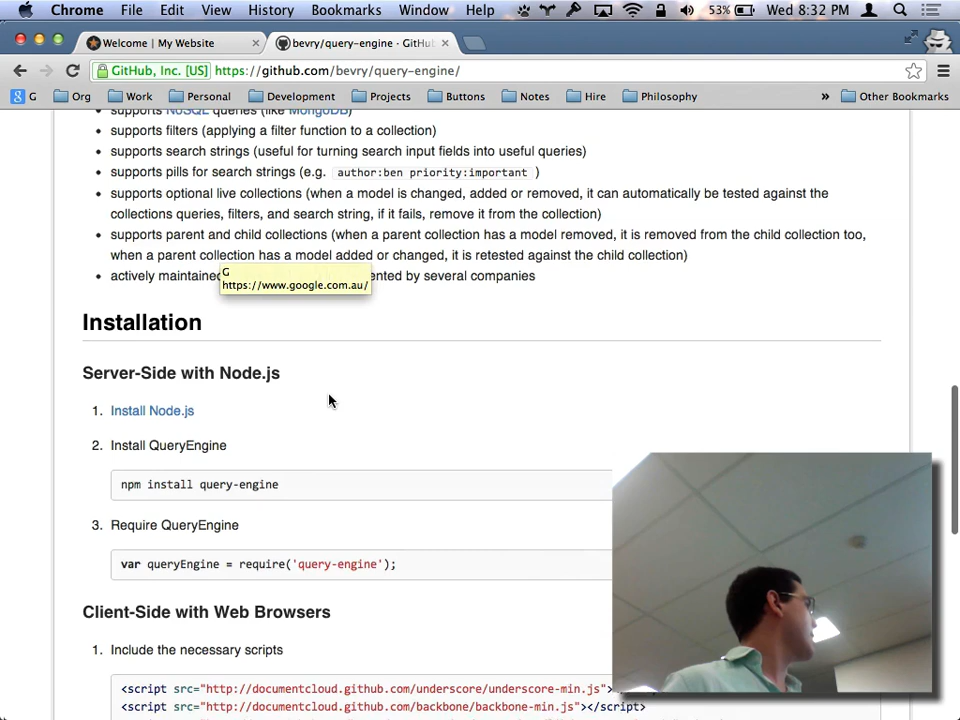 Chrome File Edit View History Bookmarks Window Help 53% Wed 8:32 PM
Welcome | My Website bevry/query-engine · GitHub
GitHub, Inc. [US] https://github.com/bevry/query-engine/
G Org Work Personal Development Projects Buttons Notes Hire Philosophy » Other Bookmarks
supports NoSQL queries (like MongoDB)
supports filters (applying a filter function to a collection)
supports search strings (useful for turning search input fields into useful queries)
supports pills for search strings (e.g. author:ben priority:important )
supports optional live collections (when a model is changed, added or removed, it can automatically be tested against the
collections queries, filters, and search string, if it fails, remove it from the collection)
supports parent and child collections (when a parent collection has a model removed, it is removed from the child collection too,
when a parent collection has a model added or changed, it is retested against the child collection)
actively maintained ented by several companies
G
https://www.google.com.au/
Installation
Server-Side with Node.js
1. Install Node.js
2. Install QueryEngine
npm install query-engine
3. Require QueryEngine
var queryEngine = require('query-engine');
Client-Side with Web Browsers
1. Include the necessary scripts
<script src="http://documentcloud.github.com/underscore/underscore-min.js">
<script src="http://documentcloud.github.com/backbone/backbone-min.js"></script>